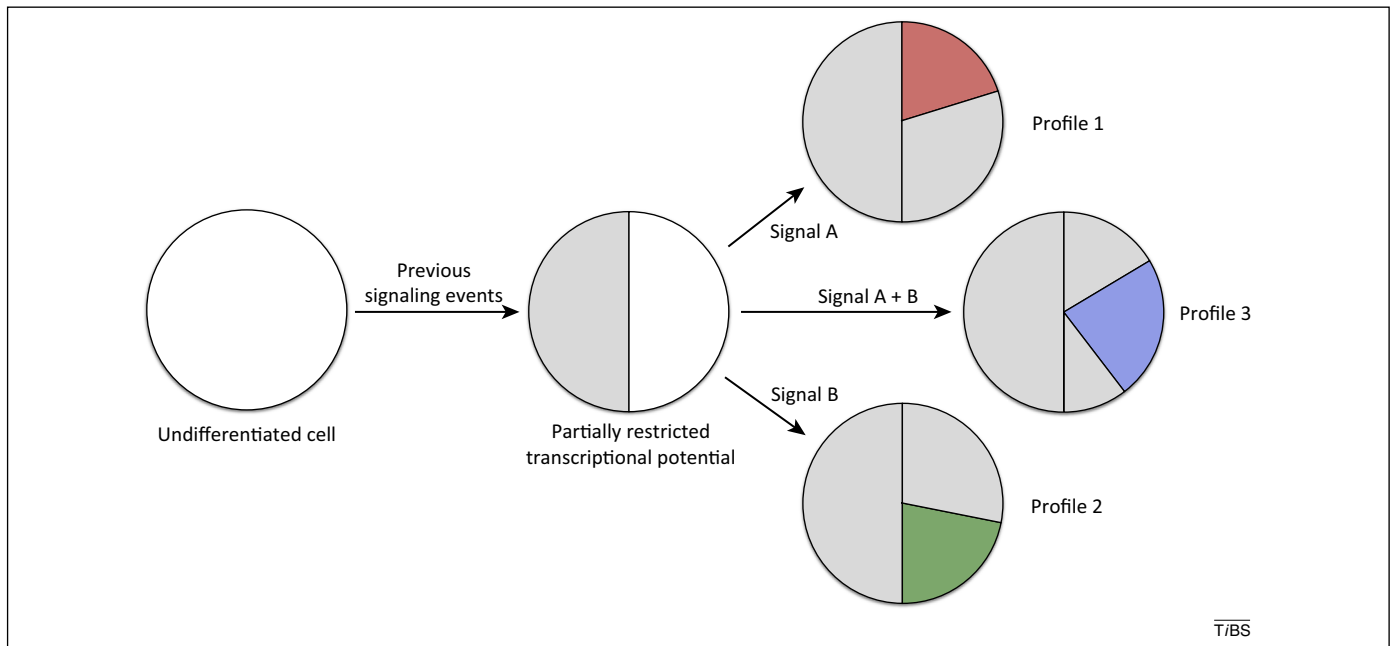 Undifferentiated cell
Previous
signaling events
Partially restricted
transcriptional potential
Signal A
Profile 1
Signal A + B
Profile 3
Signal B
Profile 2
TiBS